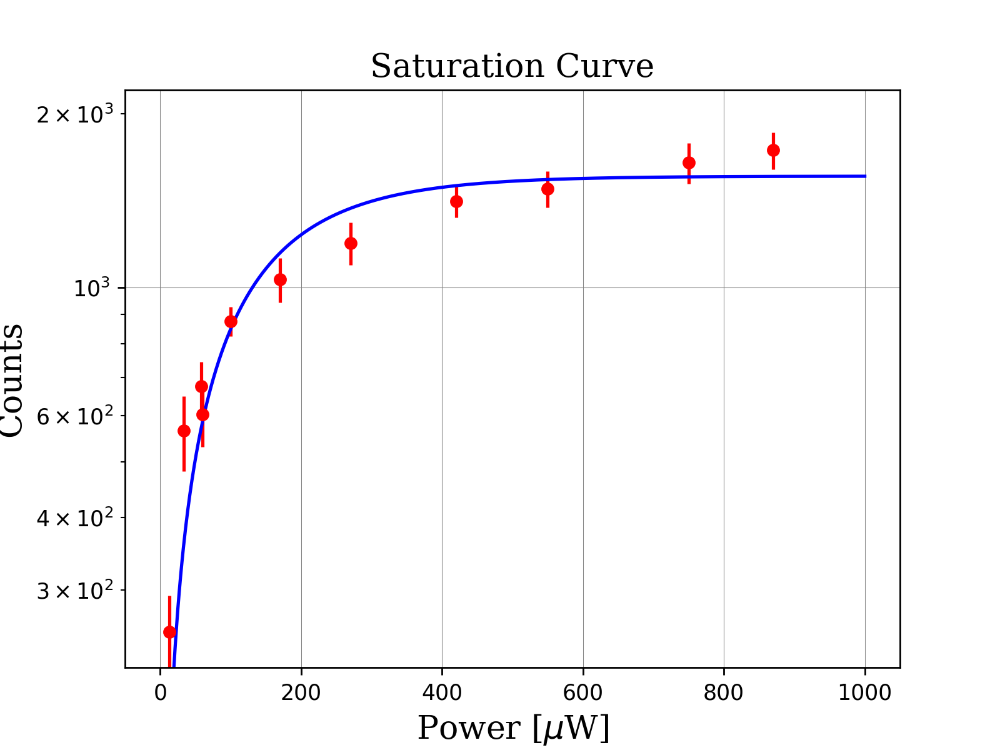 Saturation Curve
2 × 10³
10³
6 × 10²
4 × 10²
3 × 10²
Counts
0 200 400 600 800 1000
Power [μW]